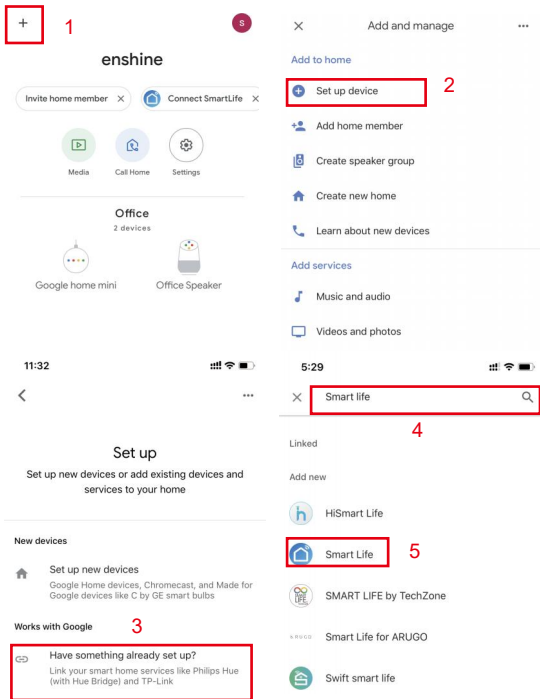 +
1
S
enshine
Invite home member ×
Connect SmartLife ×
Media
Call Home
Settings
Office
2 devices
Google home mini
Office Speaker
× Add and manage ...
Add to home
Set up device
2
Add home member
Create speaker group
Create new home
Learn about new devices
Add services
Music and audio
Videos and photos
11:32
Set up
Set up new devices or add existing devices and
services to your home
New devices
Set up new devices
Google Home devices, Chromecast, and Made for
Google devices like C by GE smart bulbs
Works with Google
3
Have something already set up?
Link your smart home services like Philips Hue
(with Hue Bridge) and TP-Link
5:29
× Smart life
4
Linked
Add new
h
HiSmart Life
Smart Life
5
SMART LIFE by TechZone
ARUGO
Smart Life for ARUGO
Swift smart life